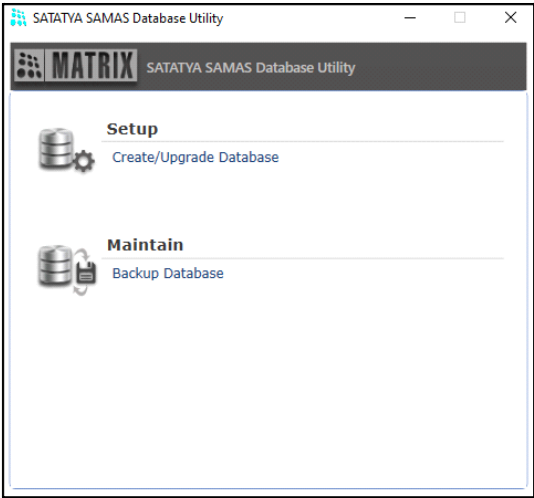 SATATYA SAMAS Database Utility
MATRIX SATATYA SAMAS Database Utility
Setup
Create/Upgrade Database
Maintain
Backup Database